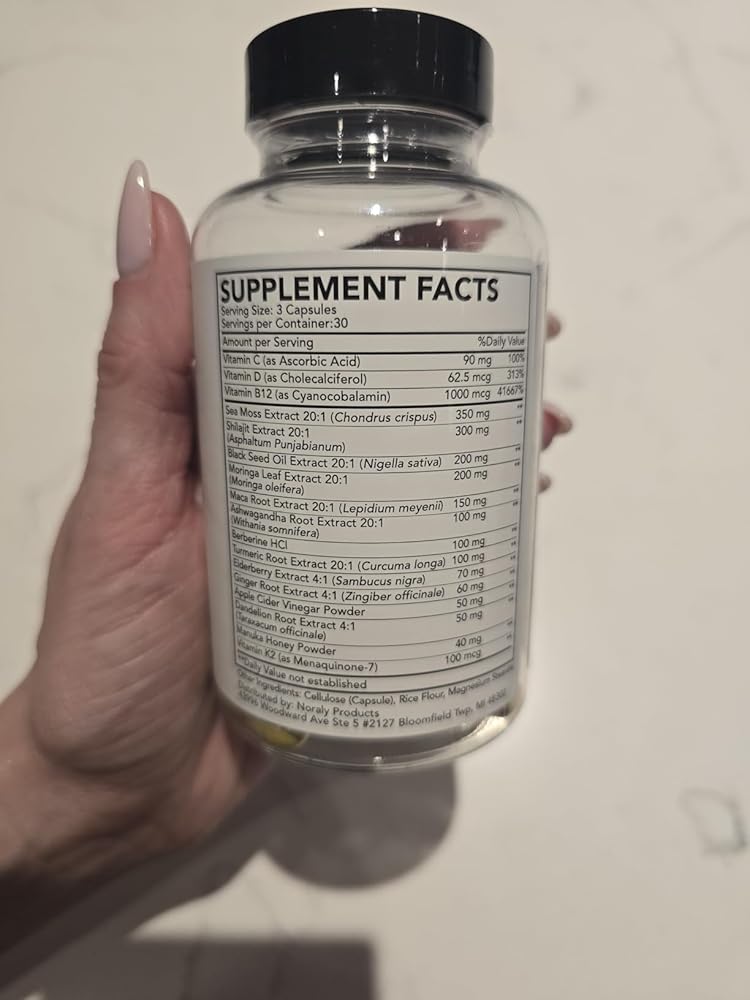 SUPPLEMENT FACTS
Serving Size: 3 Capsules
Servings per Container:30
Amount per Serving %Daily Value
Vitamin C (as Ascorbic Acid) 90 mg 100%
Vitamin D (as Cholecalciferol) 62.5 mcg 313%
Vitamin B12 (as Cyanocobalamin) 1000 mcg 41667%
Sea Moss Extract 20:1 (Chondrus crispus) 350 mg **
Shilajit Extract 20:1 300 mg **
(Asphaltum Punjabianum)
Black Seed Oil Extract 20:1 (Nigella sativa) 200 mg **
Moringa Leaf Extract 20:1 200 mg **
(Moringa oleifera)
Maca Root Extract 20:1 (Lepidium meyenii) 150 mg **
Ashwagandha Root Extract 20:1 100 mg **
(Withania somnifera)
Berberine HCl 100 mg **
Turmeric Root Extract 20:1 (Curcuma longa) 100 mg **
Elderberry Extract 4:1 (Sambucus nigra) 70 mg **
Ginger Root Extract 4:1 (Zingiber officinale) 60 mg **
Apple Cider Vinegar Powder 50 mg **
Dandelion Root Extract 4:1 50 mg **
(Taraxacum officinale)
Manuka Honey Powder 40 mg **
Vitamin K2 (as Menaquinone-7) 100 mcg **
**Daily Value not established
Other Ingredients: Cellulose (Capsule), Rice Flour, Magnesium
Distributed by: Noraly Products
Woodward Ave Ste 5 #2127 Bloomfield Twp, MI